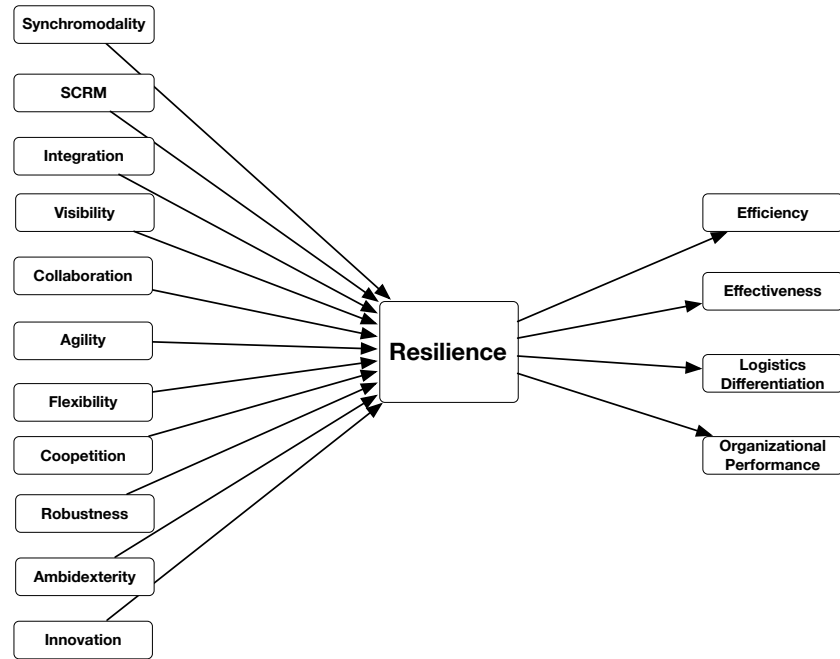 Synchromodality
SCRM
Integration
Visibility
Collaboration
Agility
Flexibility
Coopetition
Robustness
Ambidexterity
Innovation
Resilience
Efficiency
Effectiveness
Logistics
Differentiation
Organizational
Performance